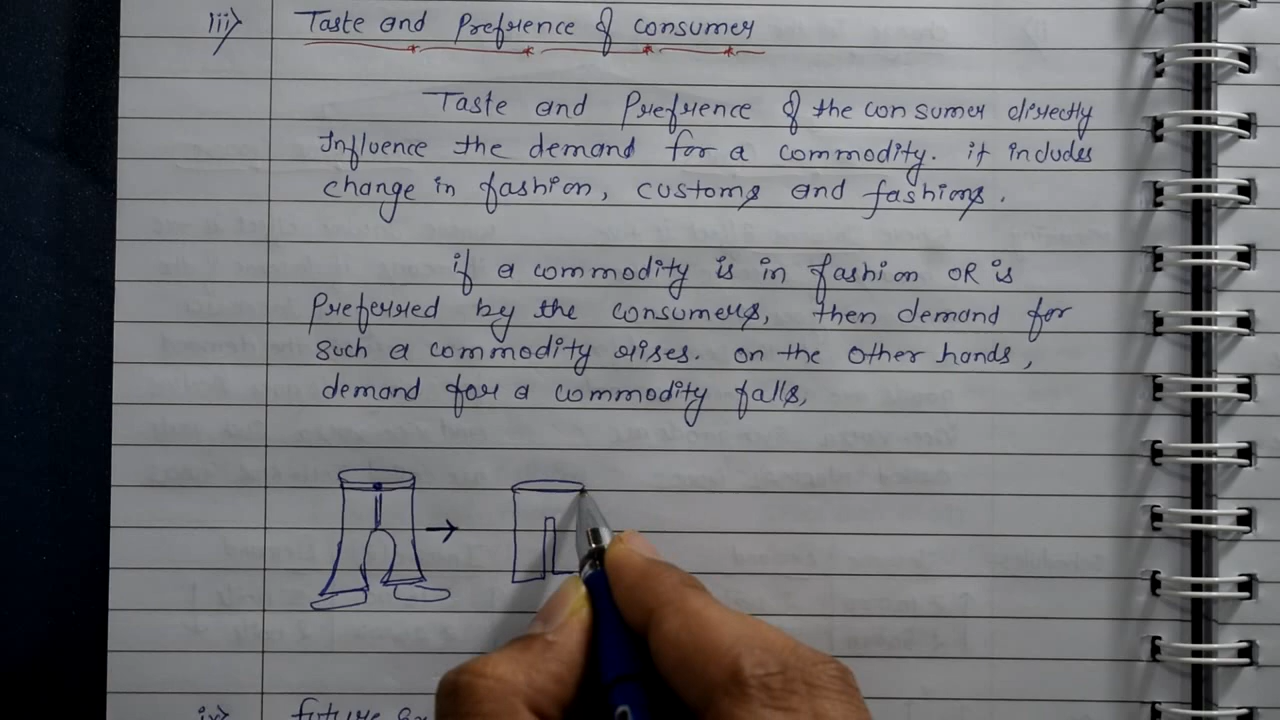 iii) Taste and Prefrence of consumer
Taste and Prefrence of the consumer directly
Influence the demand for a commodity. it includes
change in fashion, customs and fashions.
if a commodity is in fashion OR is
Preferred by the consumers, then demand for
such a commodity rises. on the other hands,
demand for a commodity falls,
iv) future